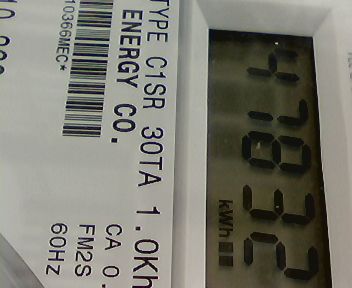 TYPE C1SR 30TA 1.0Kh
ENERGY CO.
CA 0.
FM2S
60HZ
10366MEC*
47832
kWh